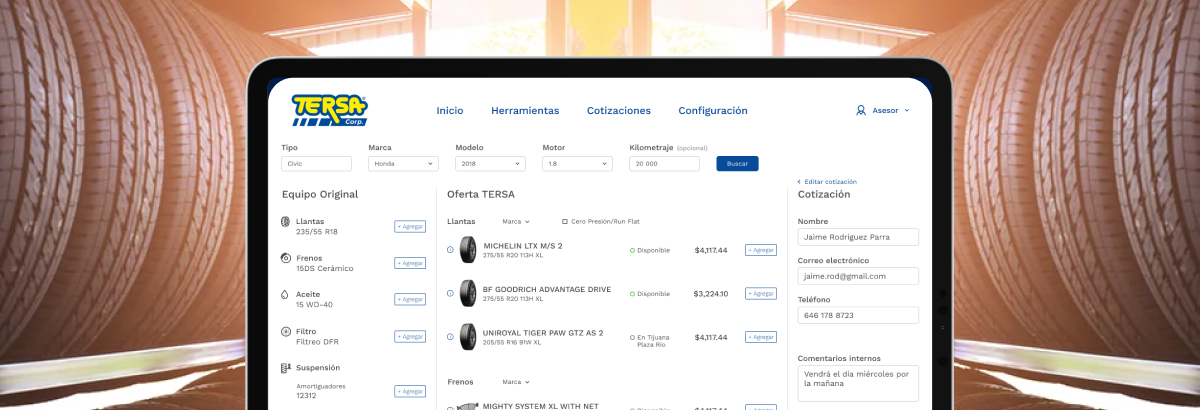 TERSA
Corp.
Inicio
Herramientas
Cotizaciones
Configuración
Asesor
Tipo
Marca
Modelo
Motor
Kilometraje (opcional)
Civic
Honda
2018
1.8
20 000
Buscar
Equipo Original
Llantas
235/55 R18
+ Agregar
Frenos
15DS Cerámico
+ Agregar
Aceite
15 WD-40
+ Agregar
Filtro
Filtreo DFR
+ Agregar
Suspensión
Amortiguadores
12312
+ Agregar
Oferta TERSA
Llantas
Marca
Cero Presión/Run Flat
MICHELIN LTX M/S 2
275/55 R20 113H XL
Disponible
$4,117.44
+ Agregar
BF GOODRICH ADVANTAGE DRIVE
275/55 R20 113H XL
Disponible
$3,224.10
+ Agregar
UNIROYAL TIGER PAW GTZ AS 2
205/55 R16 91W XL
En Tijuana
Plaza Río
$4,117.44
+ Agregar
Frenos
Marca
MIGHTY SYSTEM XL WITH NET
Disponible
$4,117.44
+ Agregar
Editar cotización
Cotización
Nombre
Jaime Rodriguez Parra
Correo electrónico
jaime.rod@gmail.com
Teléfono
646 178 8723
Comentarios internos
Vendrá el día miércoles por
la mañana